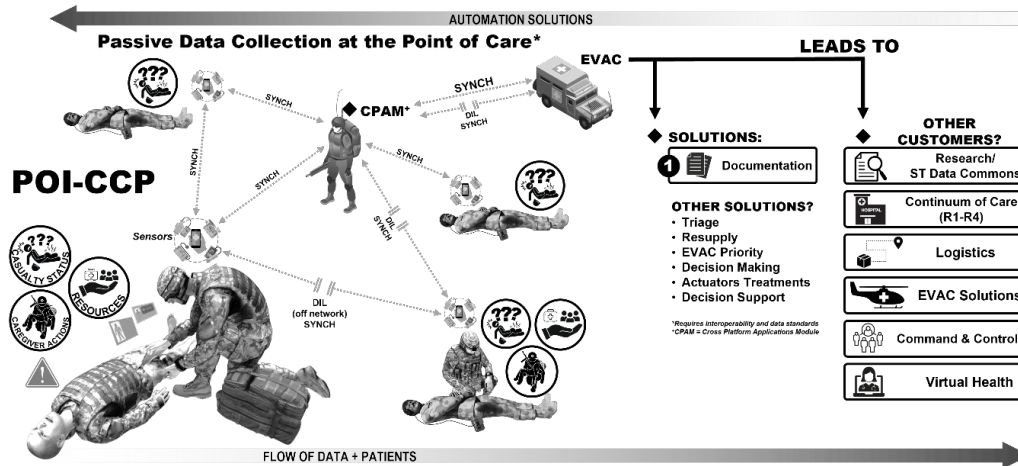 AUTOMATION SOLUTIONS
Passive Data Collection at the Point of Care*
LEADS TO
EVAC
???
SYNCH
SYNCH
DIL
SYNCH
CPAM+
SYNCH
SYNCH
SYNCH
???
DIL
SYNCH
POI-CCP
Sensors
???
CASUALTY STATUS
RESOURCES
CAREGIVER ACTIONS
DIL
(off network)
SYNCH
???
SOLUTIONS:
1 Documentation
OTHER SOLUTIONS?
• Triage
• Resupply
• EVAC Priority
• Decision Making
• Actuators Treatments
• Decision Support
*Requires interoperability and data standards
+CPAM = Cross Platform Applications Module
OTHER
CUSTOMERS?
Research/
ST Data Commons
HOSPITAL
Continuum of Care
(R1-R4)
Logistics
EVAC Solutions
Command & Control
Virtual Health
FLOW OF DATA + PATIENTS